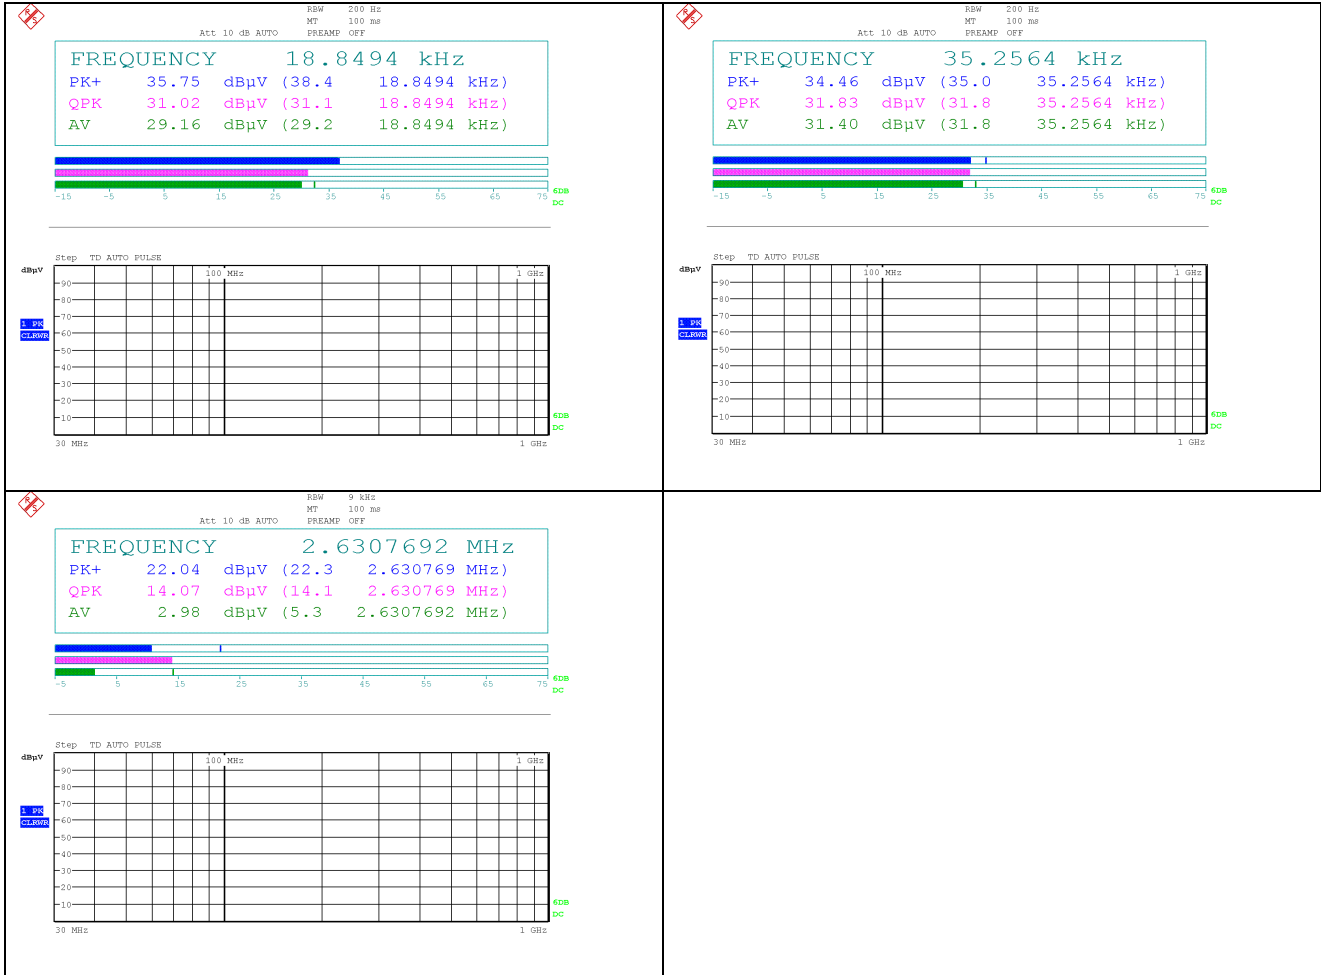 RBW 200 Hz
MT 100 ms
Att 10 dB AUTO PREAMP OFF
FREQUENCY 18.8494 kHz
PK+ 35.75 dBµV (38.4 18.8494 kHz)
QPK 31.02 dBµV (31.1 18.8494 kHz)
AV 29.16 dBµV (29.2 18.8494 kHz)
-15 -5 5 15 25 35 45 55 65 75
6DB
DC
Step TD AUTO PULSE
dBµV
100 MHz 1 GHz
90
80
70
1 PK
CLRWR
60
50
40
30
20
10
6DB
DC
30 MHz 1 GHz
RBW 200 Hz
MT 100 ms
Att 10 dB AUTO PREAMP OFF
FREQUENCY 35.2564 kHz
PK+ 34.46 dBµV (35.0 35.2564 kHz)
QPK 31.83 dBµV (31.8 35.2564 kHz)
AV 31.40 dBµV (31.8 35.2564 kHz)
-15 -5 5 15 25 35 45 55 65 75
6DB
DC
Step TD AUTO PULSE
dBµV
100 MHz 1 GHz
90
80
70
1 PK
CLRWR
60
50
40
30
20
10
6DB
DC
30 MHz 1 GHz
RBW 9 kHz
MT 100 ms
Att 10 dB AUTO PREAMP OFF
FREQUENCY 2.6307692 MHz
PK+ 22.04 dBµV (22.3 2.630769 MHz)
QPK 14.07 dBµV (14.1 2.630769 MHz)
AV 2.98 dBµV (5.3 2.6307692 MHz)
-5 5 15 25 35 45 55 65 75
6DB
DC
Step TD AUTO PULSE
dBµV
100 MHz 1 GHz
90
80
70
1 PK
CLRWR
60
50
40
30
20
10
6DB
DC
30 MHz 1 GHz